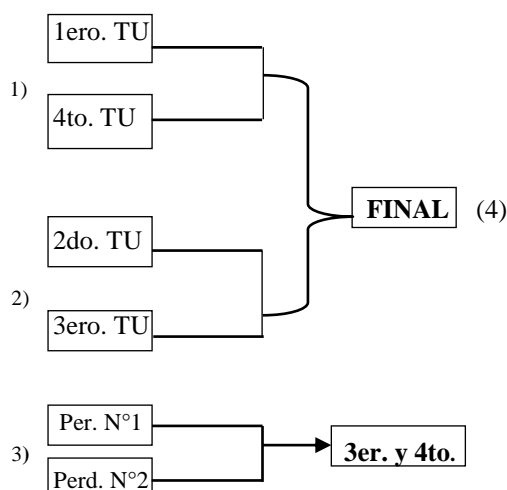 1ero. TU
1)
4to. TU
FINAL (4)
2do. TU
2)
3ero. TU
Per. N°1
3)
3er. y 4to.
Perd. N°2